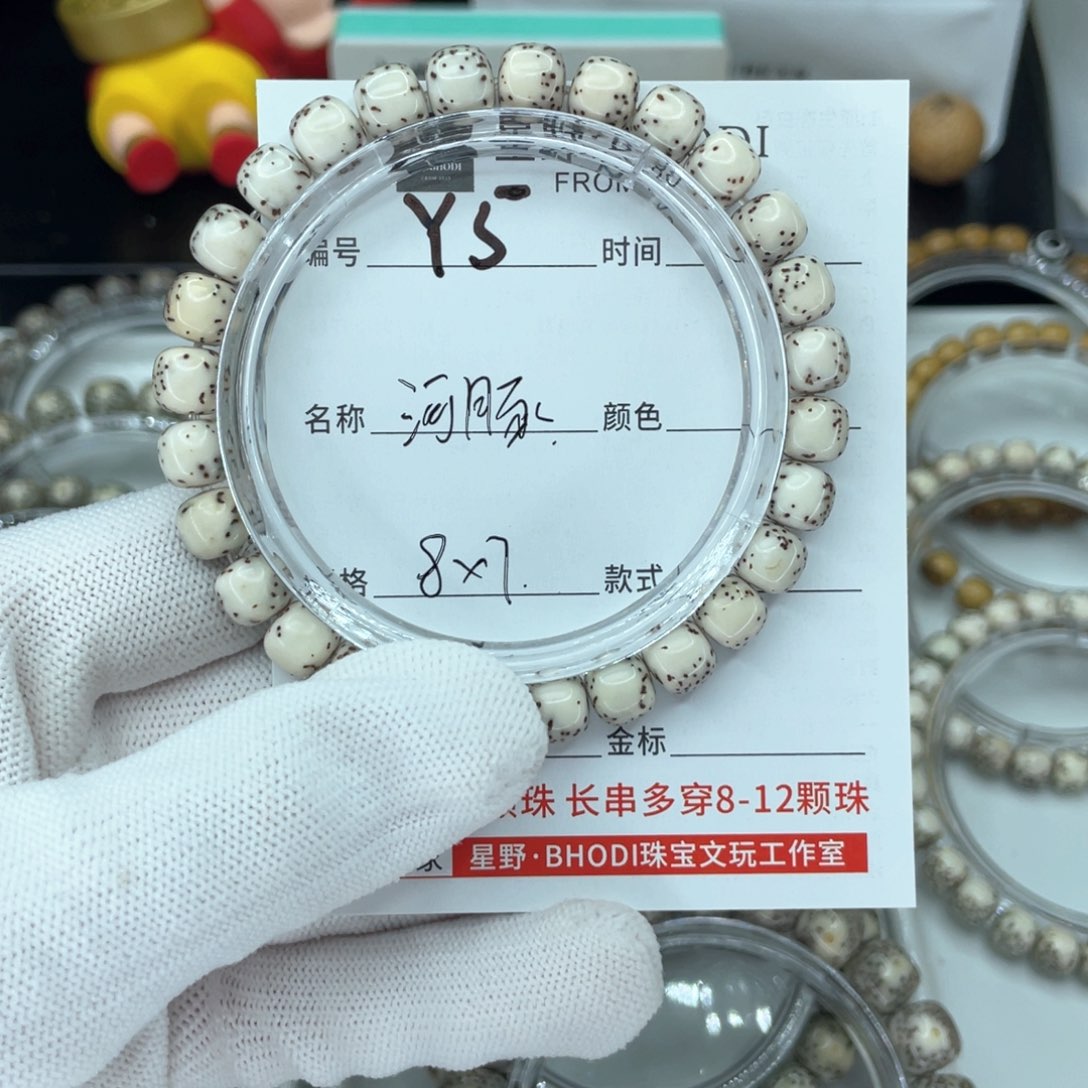 BHODI
FROM
编号 Y5 时间
名称 河豚 颜色
格 8×7. 款式
金标
珠 长串多穿8-12颗珠
家 星野·BHODI珠宝文玩工作室